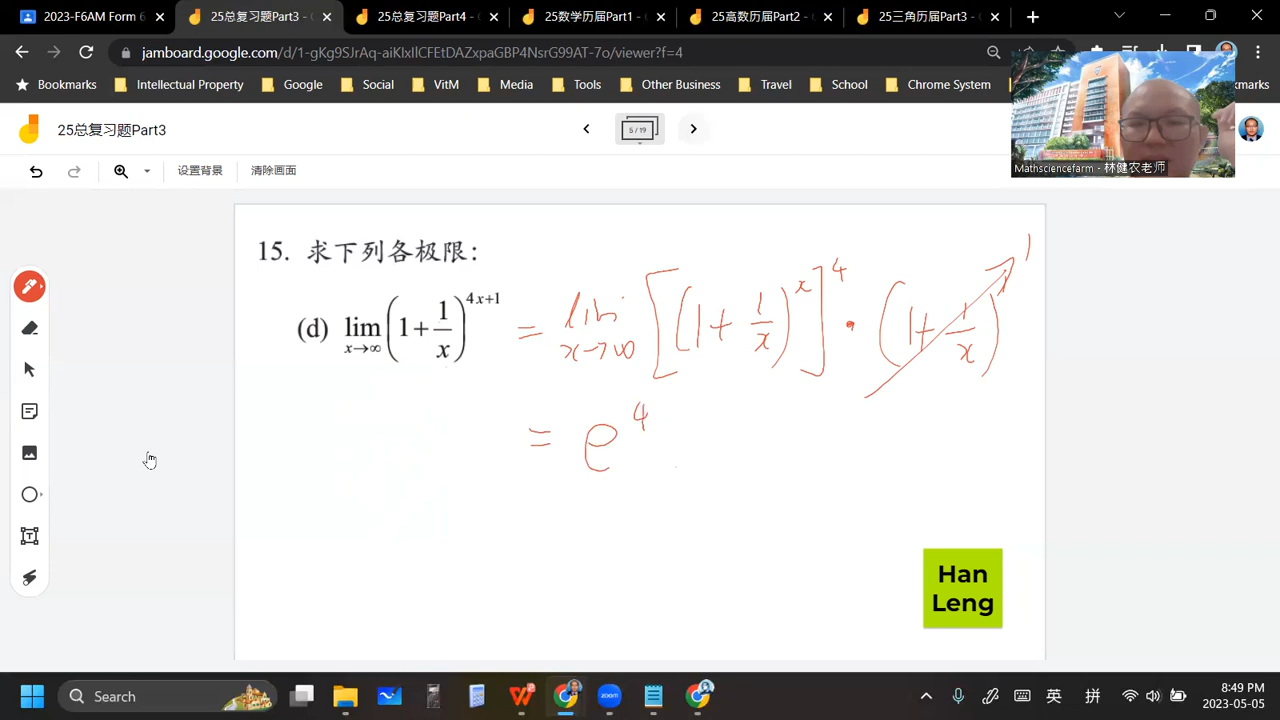 2023-F6AM Form 6
25总复习题Part3
25总复习题Part4
25数学历届Part1
25函数历届Part2
25三角历届Part3
jamboard.google.com/d/1-gKg9SJrAq-aiKIxIlCFEtDAZxpaGBP4NsrG99AT-7o/viewer?f=4
Bookmarks
Intellectual Property
Google
Social
VitM
Media
Tools
Other Business
Travel
School
Chrome System
kmarks
Mathsciencefarm - 林健农老师
25总复习题Part3
5 / 19
设置背景
清除画面
15. 求下列各极限:
(d) lim x→∞ (1+1/x)^{4x+1} = lim x→∞ [(1+1/x)^x]^4 · (1+1/x) 1
= e^4
Han
Leng
Search
英
拼
8:49 PM
2023-05-05